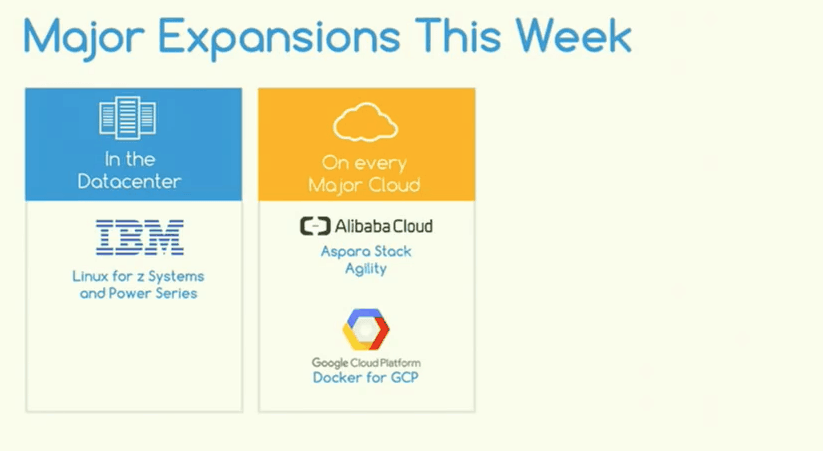 Major Expansions This Week
In the
Datacenter
IBM
Linux for z Systems
and Power Series
On every
Major Cloud
Alibaba Cloud
Aspara Stack
Agility
Google Cloud Platform
Docker for GCP